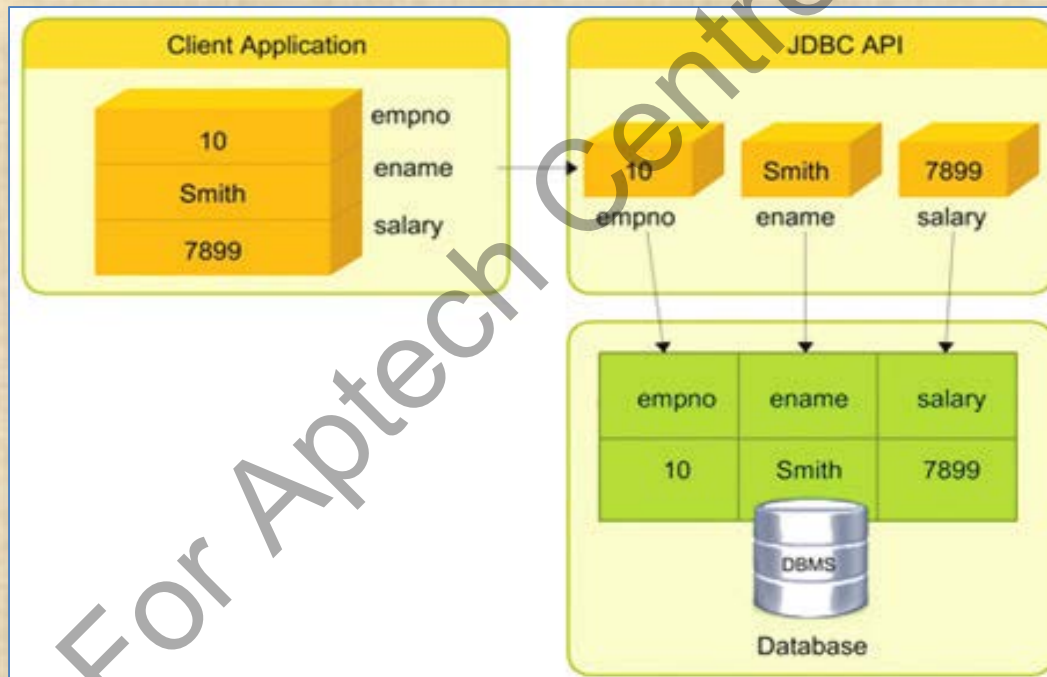 Client Application
10
Smith
7899
empno
ename
salary
JDBC API
10
Smith
7899
empno
ename
salary
empno
ename
salary
10
Smith
7899
DBMS
Database
For Aptech Centre